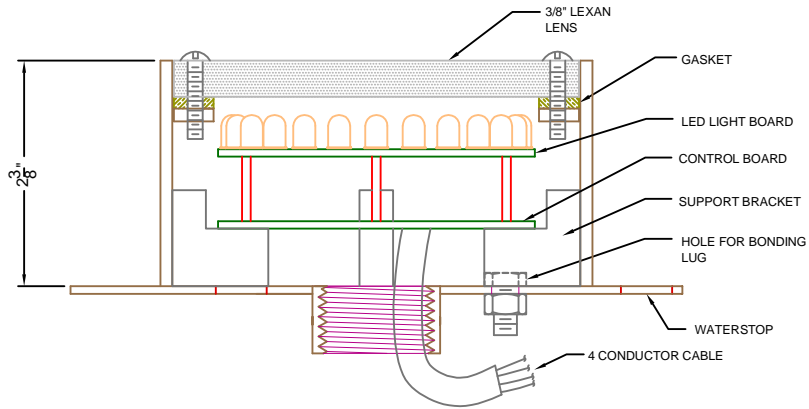 3/8" LEXAN
LENS
GASKET
LED LIGHT BOARD
CONTROL BOARD
SUPPORT BRACKET
HOLE FOR BONDING
LUG
WATERSTOP
4 CONDUCTOR CABLE
2 3/8"